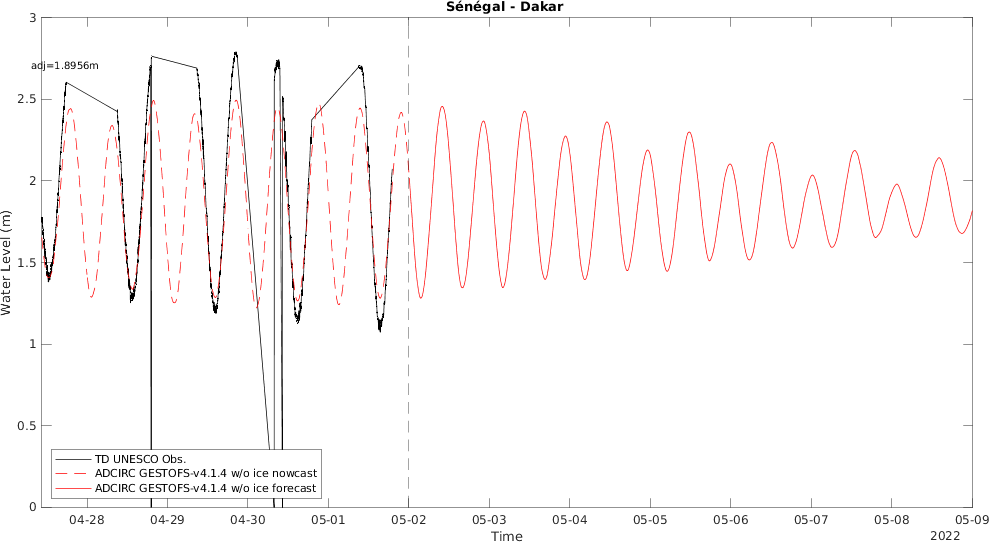 Sénégal - Dakar
adj=1.8956m
Water Level (m)
3
2.5
2
1.5
1
0.5
0
TD UNESCO Obs.
ADCIRC GESTOFS-v4.1.4 w/o ice nowcast
ADCIRC GESTOFS-v4.1.4 w/o ice forecast
04-28 04-29 04-30 05-01 05-02 05-03 05-04 05-05 05-06 05-07 05-08 05-09
Time
2022